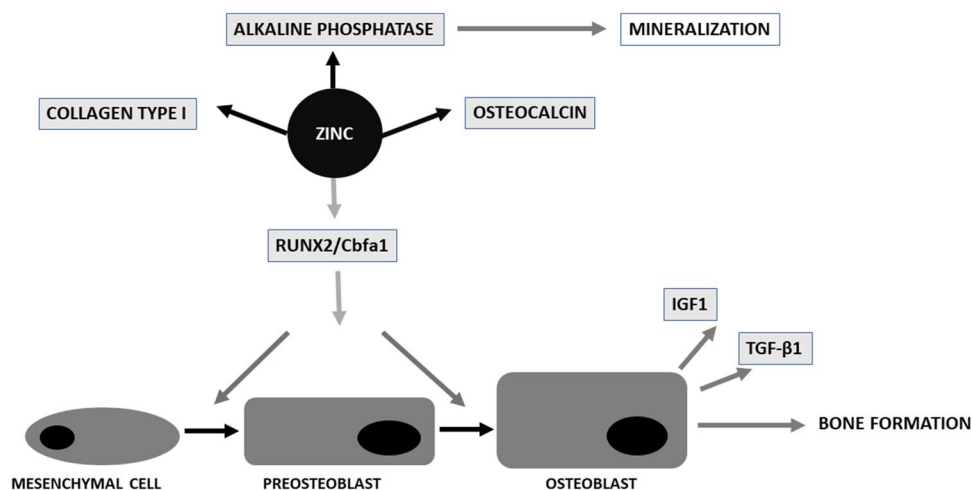 ALKALINE PHOSPHATASE
MINERALIZATION
COLLAGEN TYPE I
OSTEOCALCIN
ZINC
RUNX2/Cbfa1
IGF1
TGF-β1
BONE FORMATION
MESENCHYMAL CELL
PREOSTEOBLAST
OSTEOBLAST